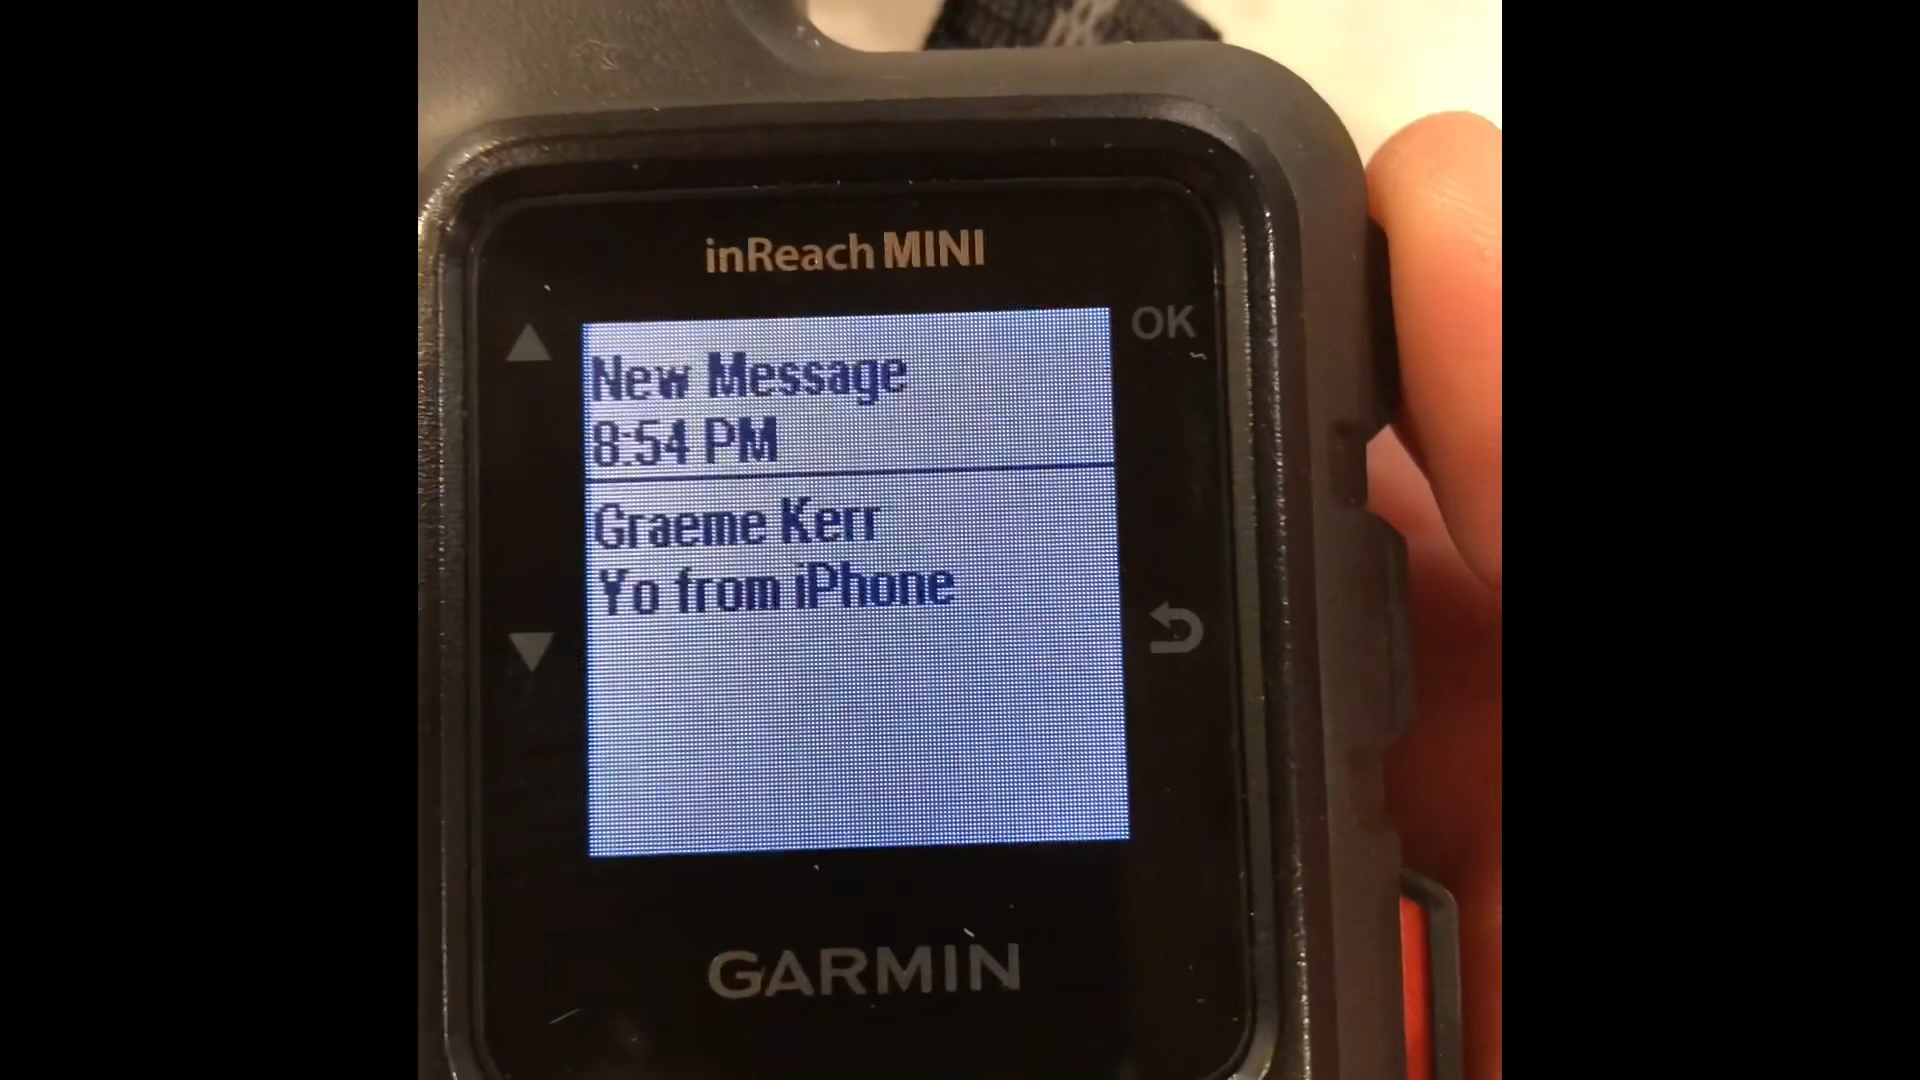 inReach MINI
OK
New Message
8:54 PM
Graeme Kerr
Yo from iPhone
GARMIN